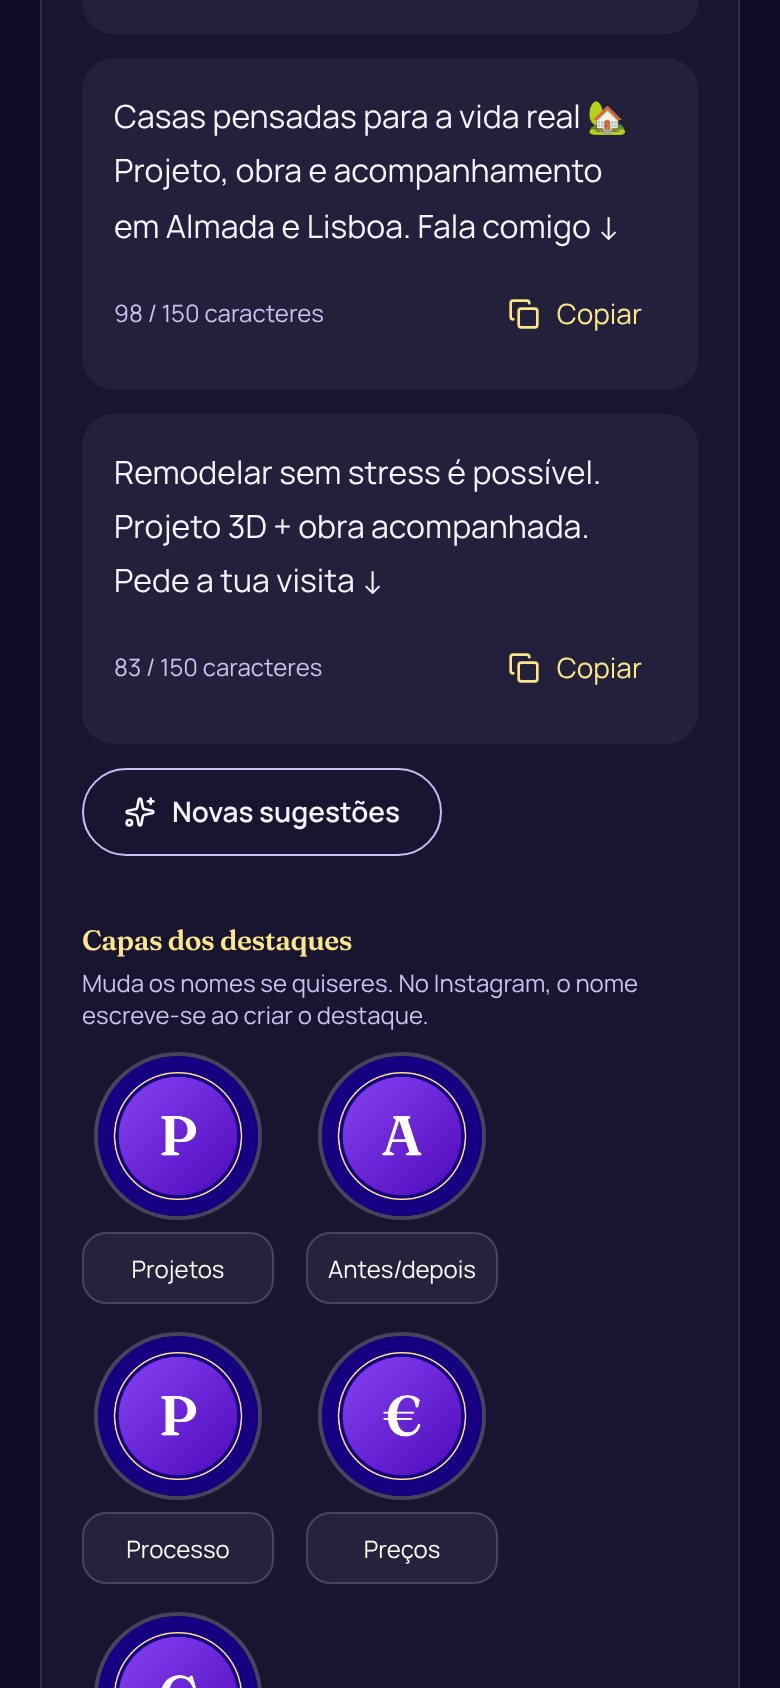 Casas pensadas para a vida real 🏡
Projeto, obra e acompanhamento
em Almada e Lisboa. Fala comigo ↓
98 / 150 caracteres
Copiar
Remodelar sem stress é possível.
Projeto 3D + obra acompanhada.
Pede a tua visita ↓
83 / 150 caracteres
Copiar
Novas sugestões
Capas dos destaques
Muda os nomes se quiseres. No Instagram, o nome
escreve-se ao criar o destaque.
P
A
Projetos
Antes/depois
P
€
Processo
Preços